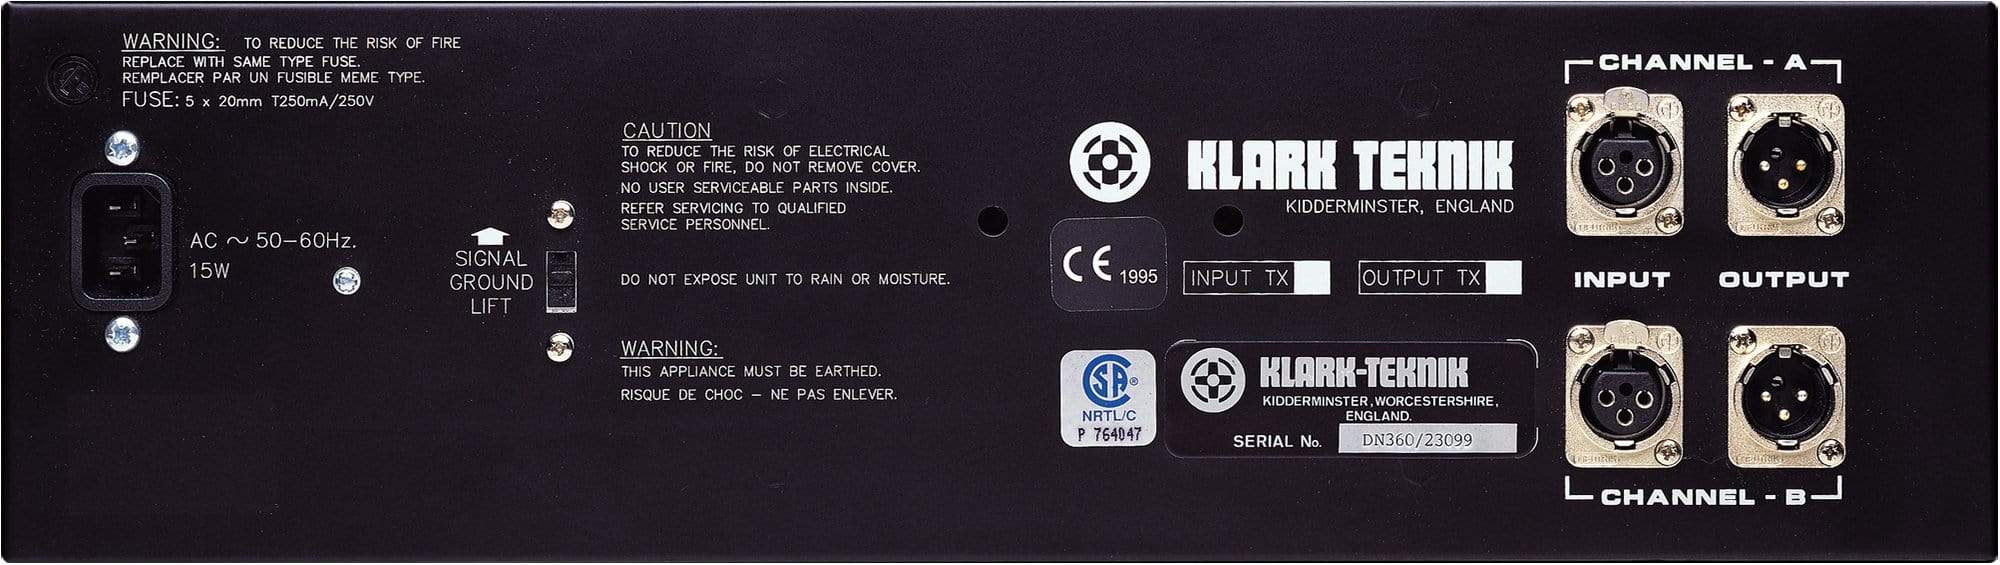 WARNING: TO REDUCE THE RISK OF FIRE
REPLACE WITH SAME TYPE FUSE.
REMPLACER PAR UN FUSIBLE MEME TYPE.
FUSE: 5 x 20mm T250mA/250V
AC ~ 50-60Hz.
15W
SIGNAL
GROUND
LIFT
CAUTION
TO REDUCE THE RISK OF ELECTRICAL
SHOCK OR FIRE, DO NOT REMOVE COVER.
NO USER SERVICEABLE PARTS INSIDE.
REFER SERVICING TO QUALIFIED
SERVICE PERSONNEL.
DO NOT EXPOSE UNIT TO RAIN OR MOISTURE.
WARNING:
THIS APPLIANCE MUST BE EARTHED.
RISQUE DE CHOC – NE PAS ENLEVER.
KLARK TEKNIK
KIDDERMINSTER, ENGLAND
CE 1995
INPUT TX
OUTPUT TX
SA®
NRTL/C
P 764047
KLARK-TEKNIK
KIDDERMINSTER, WORCESTERSHIRE,
ENGLAND.
SERIAL No. DN360/23099
CHANNEL - A
INPUT OUTPUT
CHANNEL - B